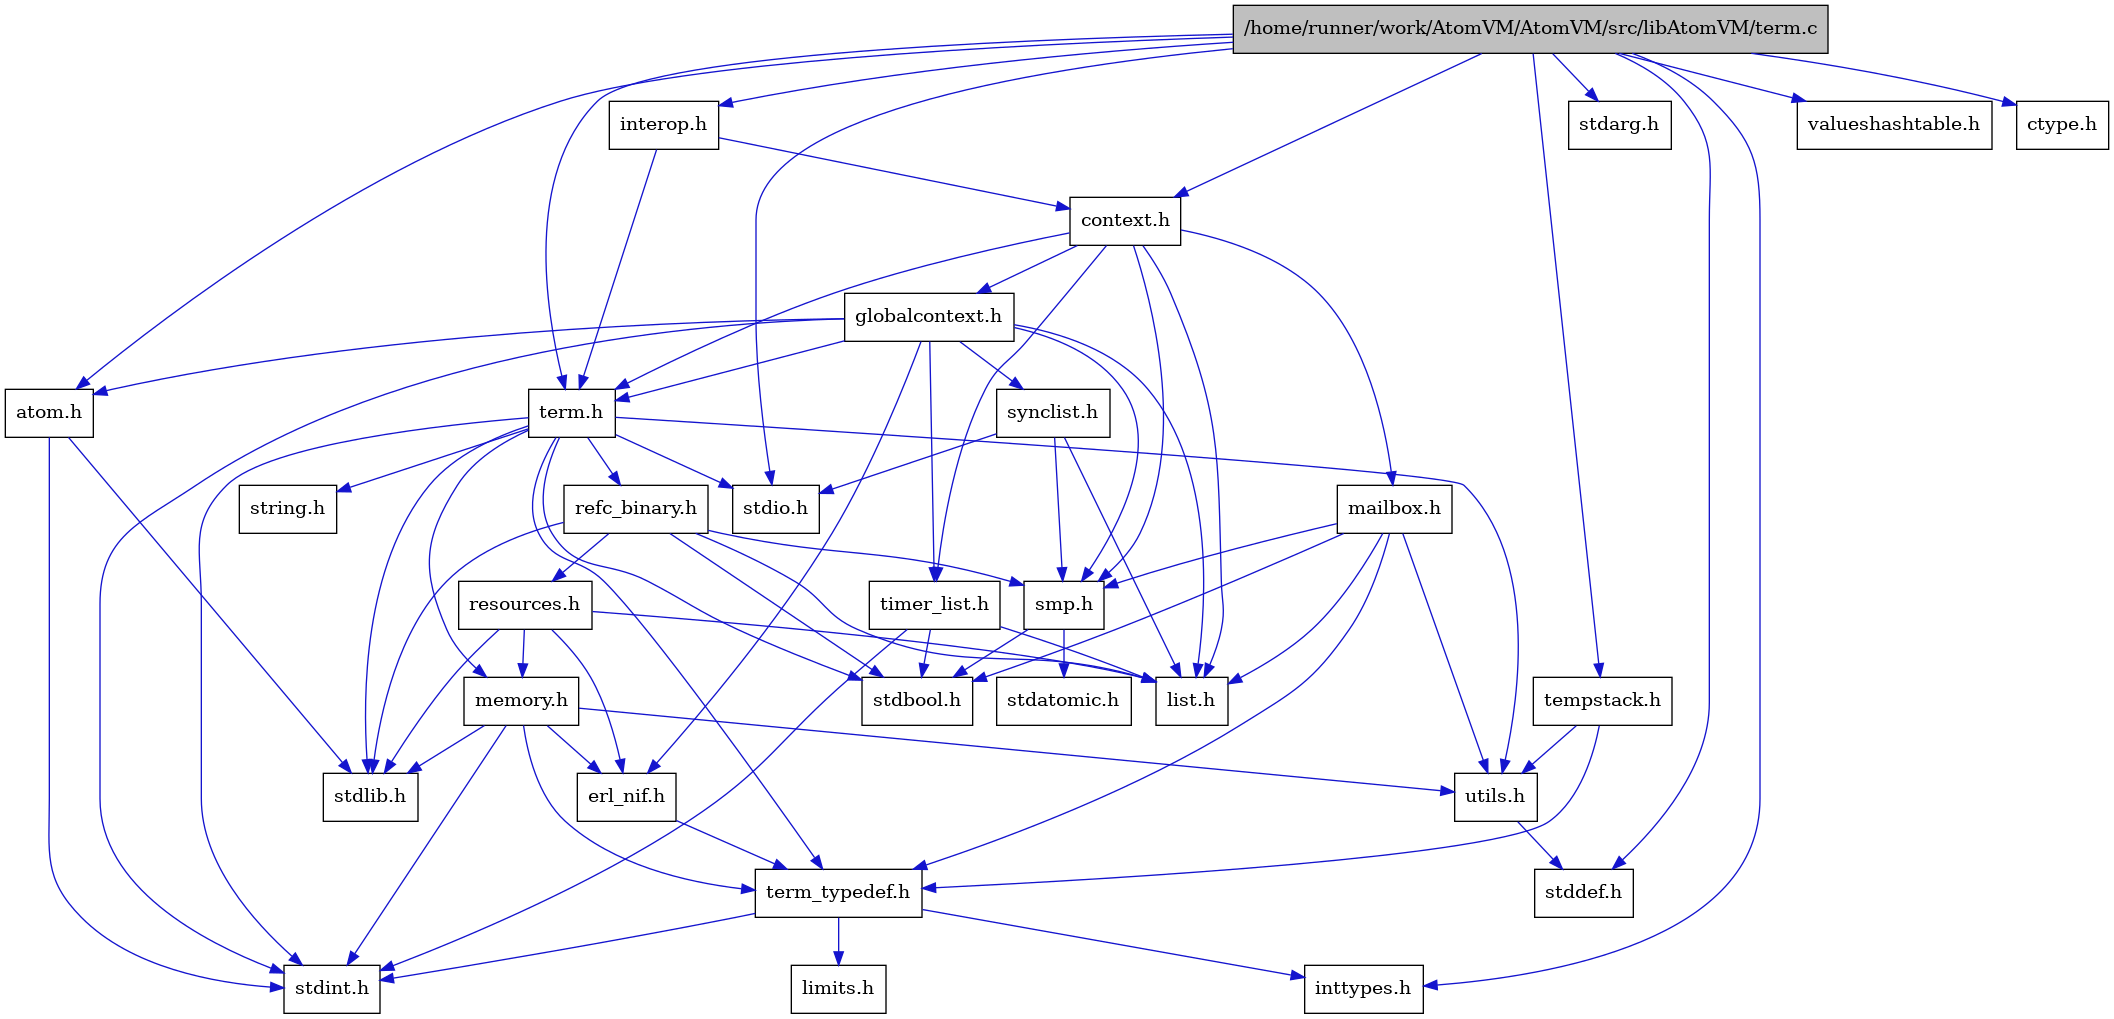 /home/runner/work/AtomVM/AtomVM/src/libAtomVM/term.c
interop.h
stdarg.h
valueshashtable.h
ctype.h
context.h
globalcontext.h
atom.h
term.h
synclist.h
string.h
refc_binary.h
stdio.h
mailbox.h
resources.h
timer_list.h
smp.h
memory.h
stdbool.h
stdatomic.h
list.h
tempstack.h
stdlib.h
erl_nif.h
utils.h
term_typedef.h
stddef.h
stdint.h
limits.h
inttypes.h